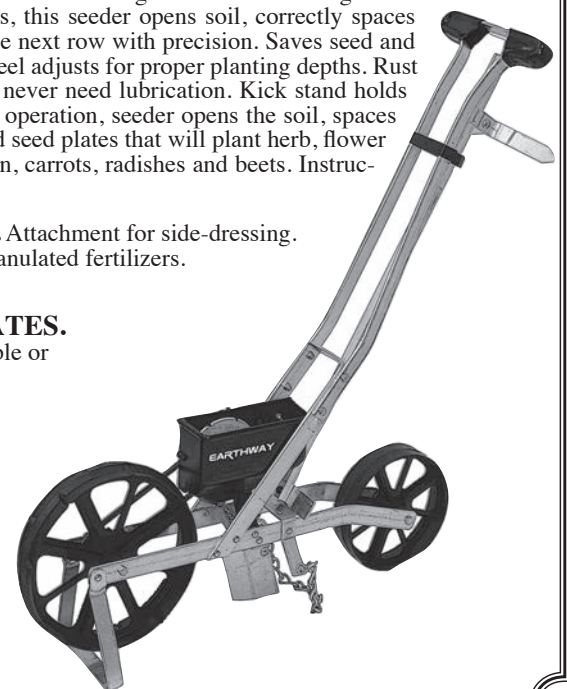 s, this seeder opens soil, correctly spaces
e next row with precision. Saves seed and
eel adjusts for proper planting depths. Rust
never need lubrication. Kick stand holds
operation, seeder opens the soil, spaces
d seed plates that will plant herb, flower
n, carrots, radishes and beets. Instruc-
Attachment for side-dressing.
anulated fertilizers.
ATES.
ble or
EARTHWAY